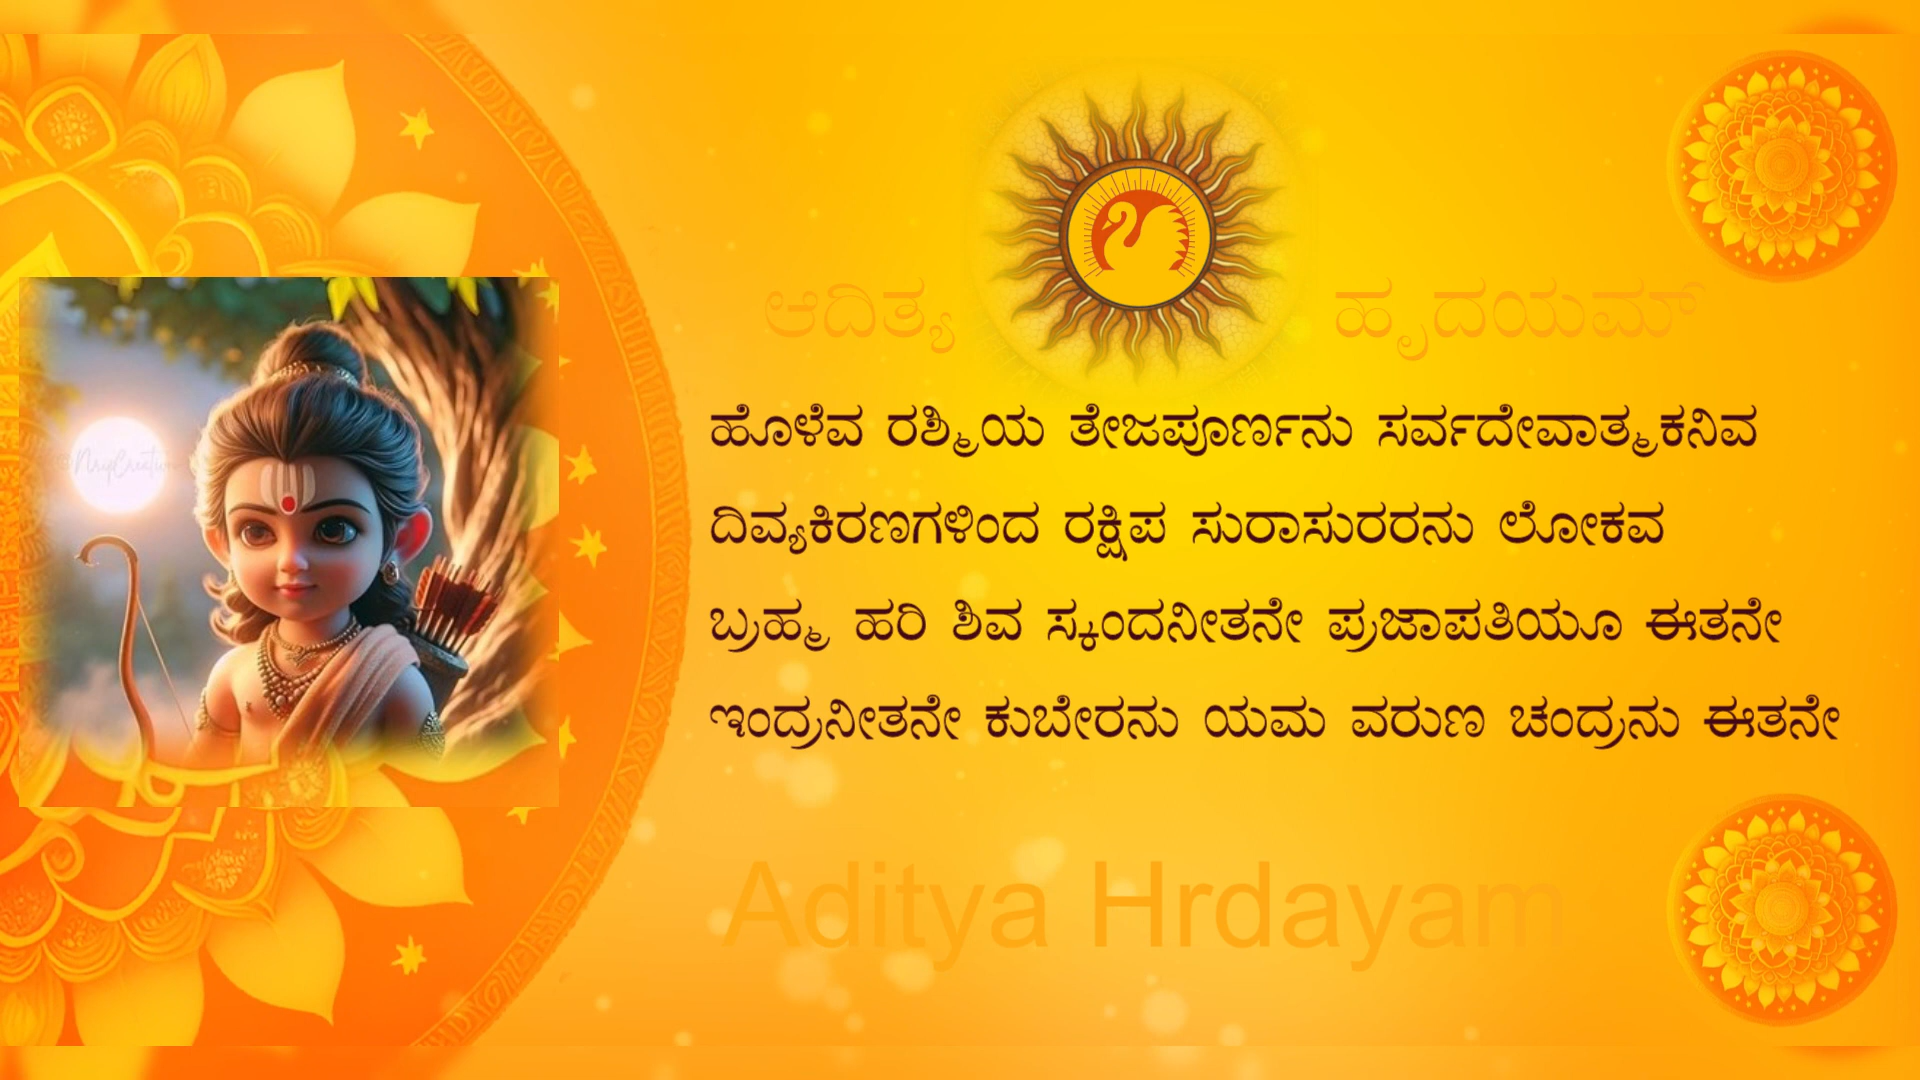 ಆದಿತ್ಯ ಹೃದಯಮ್
ಹೊಳೆವ ರಶ್ಮಿಯ ತೇಜಪೂರ್ಣನು ಸರ್ವದೇವಾತ್ಮಕನಿವ
ದಿವ್ಯಕಿರಣಗಳಿಂದ ರಕ್ಷಿಪ ಸುರಾಸುರರನು ಲೋಕವ
ಬ್ರಹ್ಮ ಹರಿ ಶಿವ ಸ್ಕಂದನೀತನೇ ಪ್ರಜಾಪತಿಯೂ ಈತನೇ
ಇಂದ್ರನೀತನೇ ಕುಬೇರನು ಯಮ ವರುಣ ಚಂದ್ರನು ಈತನೇ
Aditya Hrdayam